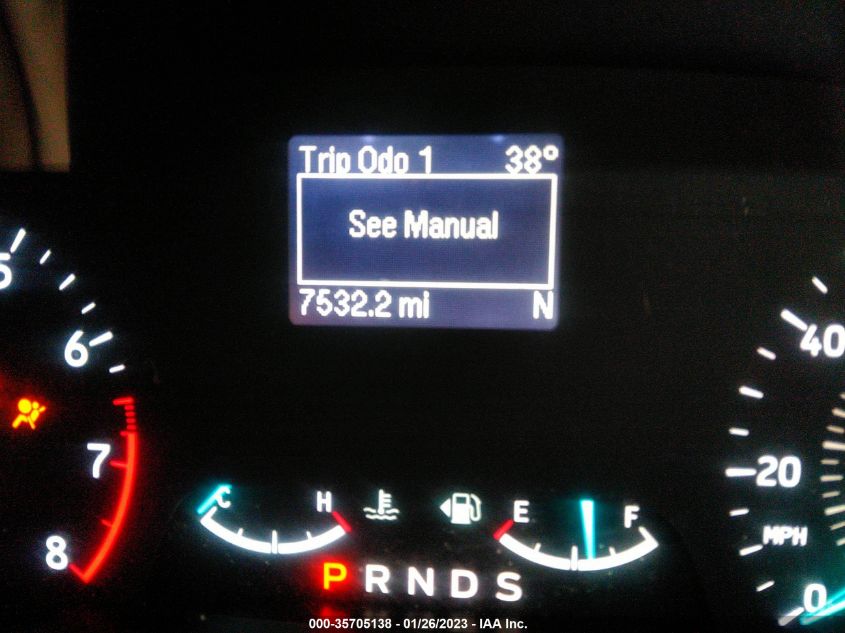 Trip Odo 1 38°
See Manual
7532.2 mi N
5
6
7
8
C H
E F
P R N D S
40
20
MPH
0
000-35705138 - 01/26/2023 - IAA Inc.